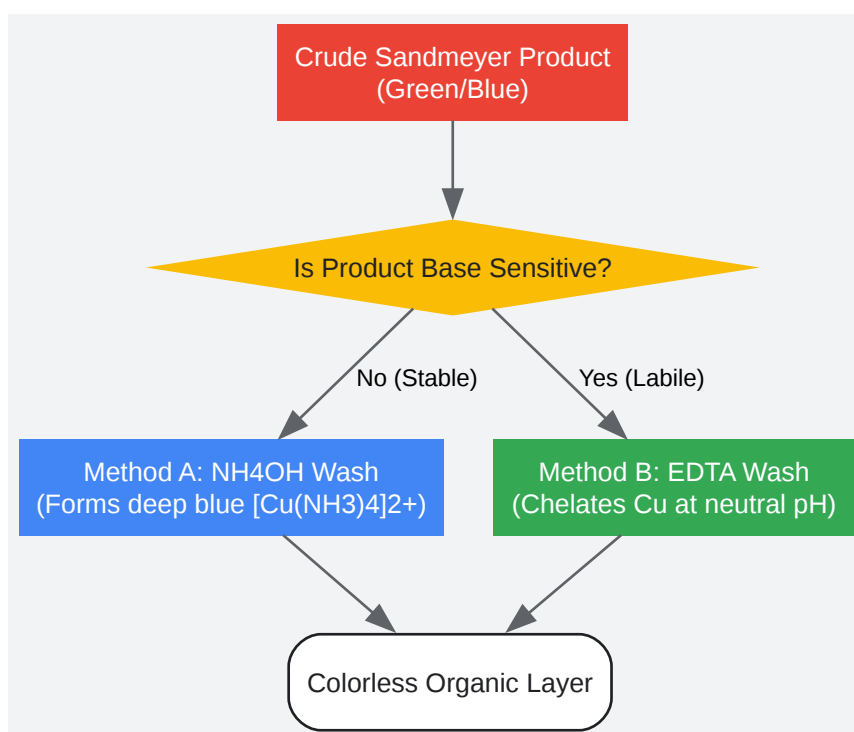 Crude Sandmeyer Product
(Green/Blue)
Is Product Base Sensitive?
No (Stable)
Yes (Labile)
Method A: NH4OH Wash
(Forms deep blue [Cu(NH3)4]2+)
Method B: EDTA Wash
(Chelates Cu at neutral pH)
Colorless Organic Layer